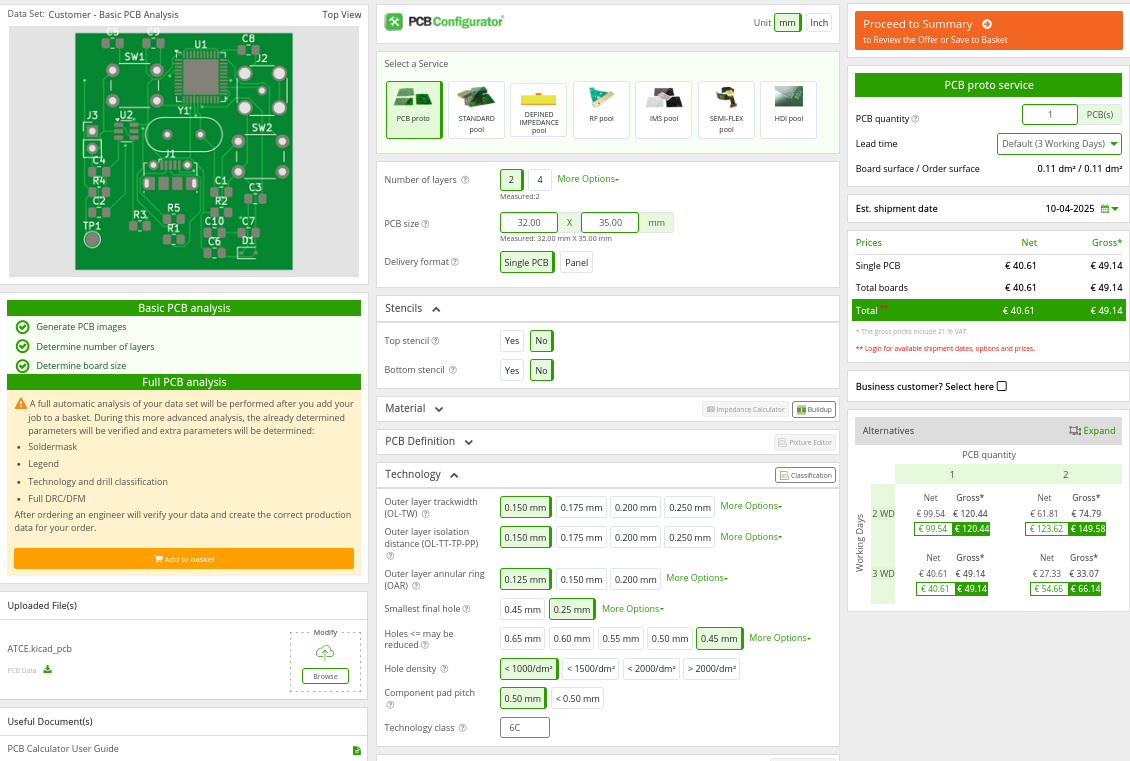 Data Set: Customer - Basic PCB Analysis
Top View
C5
C9
U1
C8
SW1
J2
J3
U2
Y1
SW2
C4
J1
R4
C1
C3
C2
R5
R2
R3
C10
C7
TP1
R1
C6
D1
Basic PCB analysis
Generate PCB images
Determine number of layers
Determine board size
Full PCB analysis
A full automatic analysis of your data set will be performed after you add your
job to a basket. During this more advanced analysis, the already determined
parameters will be verified and extra parameters will be determined:
• Soldermask
• Legend
• Technology and drill classification
• Full DRC/DFM
After ordering an engineer will verify your data and create the correct production
data for your order.
Add to basket
Uploaded File(s)
ATCE.kicad_pcb
PCB Data
Modify
Browse
Useful Document(s)
PCB Calculator User Guide
PCBConfigurator
Unit mm Inch
Select a Service
PCB proto
STANDARD
pool
DEFINED
IMPEDANCE
pool
RF pool
IMS pool
SEMI-FLEX
pool
HDI pool
Number of layers 2 4 More Options
Measured:2
PCB size 32.00 X 35.00 mm
Measured: 32.00 mm X 35.00 mm
Delivery format Single PCB Panel
Stencils
Top stencil Yes No
Bottom stencil Yes No
Material Impedance Calculator Buildup
PCB Definition Pixture Editor
Technology Classification
Outer layer trackwidth
(OL-TW)
0.150 mm 0.175 mm 0.200 mm 0.250 mm More Options
Outer layer isolation
distance (OL-TT-TP-PP)
0.150 mm 0.175 mm 0.200 mm 0.250 mm More Options
Outer layer annular ring
(OAR)
0.125 mm 0.150 mm 0.200 mm More Options
Smallest final hole 0.45 mm 0.25 mm More Options
Holes <= may be
reduced
0.65 mm 0.60 mm 0.55 mm 0.50 mm 0.45 mm More Options
Hole density < 1000/dm² < 1500/dm² < 2000/dm² > 2000/dm²
Component pad pitch 0.50 mm < 0.50 mm
Technology class 6C
Proceed to Summary
to Review the Offer or Save to Basket
PCB proto service
PCB quantity 1 PCB(s)
Lead time Default (3 Working Days)
Board surface / Order surface 0.11 dm² / 0.11 dm²
Est. shipment date 10-04-2025
Prices Net Gross*
Single PCB € 40.61 € 49.14
Total boards € 40.61 € 49.14
Total ** € 40.61 € 49.14
* The gross prices include 21 % VAT.
** Login for available shipment dates, options and prices.
Business customer? Select here
Alternatives Expand
PCB quantity
1 2
Working Days
2 WD
Net Gross* Net Gross*
€ 99.54 € 120.44 € 61.81 € 74.79
€ 99.54 € 120.44 € 123.62 € 149.58
3 WD
Net Gross* Net Gross*
€ 40.61 € 49.14 € 27.33 € 33.07
€ 40.61 € 49.14 € 54.66 € 66.14